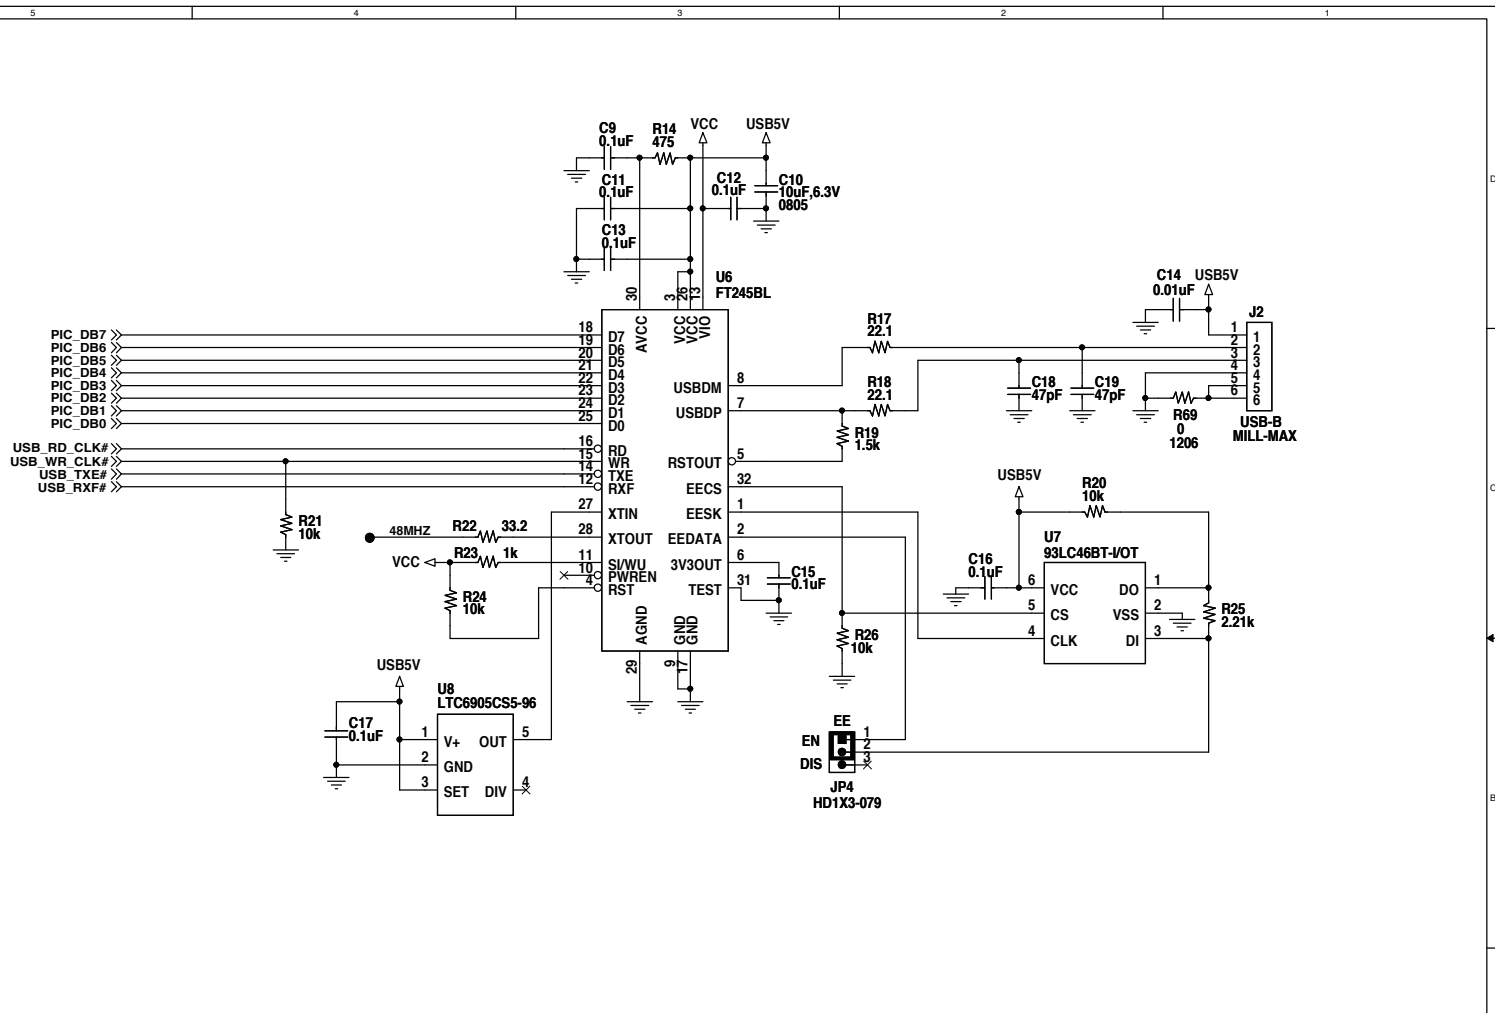 5 4 3 2 1
D
C
B
C9
0.1uF
R14
475
VCC
USB5V
C11
0.1uF
C12
0.1uF
C10
10uF,6.3V
0805
C13
0.1uF
U6
FT245BL
30
3
26
13
AVCC
VCC
VCC
VIO
PIC_DB7
PIC_DB6
PIC_DB5
PIC_DB4
PIC_DB3
PIC_DB2
PIC_DB1
PIC_DB0
USB_RD_CLK#
USB_WR_CLK#
USB_TXE#
USB_RXF#
18
19
20
21
22
23
24
25
16
15
14
12
27
28
11
10
4
D7
D6
D5
D4
D3
D2
D1
D0
RD
WR
TXE
RXF
XTIN
XTOUT
SI/WU
PWREN
RST
USBDM
USBDP
RSTOUT
EECS
EESK
EEDATA
3V3OUT
TEST
8
7
5
32
1
2
6
31
AGND
GND
GND
29
9
17
R21
10k
48MHZ
R22 33.2
VCC
R23 1k
R24
10k
R17
22.1
R18
22.1
R19
1.5k
C18
47pF
C19
47pF
C14
0.01uF
USB5V
J2
1
2
3
4
5
6
1
2
3
4
5
6
R69
0
1206
USB-B
MILL-MAX
C15
0.1uF
R26
10k
USB5V
R20
10k
U7
93LC46BT-I/OT
C16
0.1uF
6
5
4
VCC
CS
CLK
DO
VSS
DI
1
2
3
R25
2.21k
USB5V
U8
LTC6905CS5-96
C17
0.1uF
1
2
3
V+
GND
SET
OUT
DIV
5
4
EE
EN
DIS
1
2
3
JP4
HD1X3-079